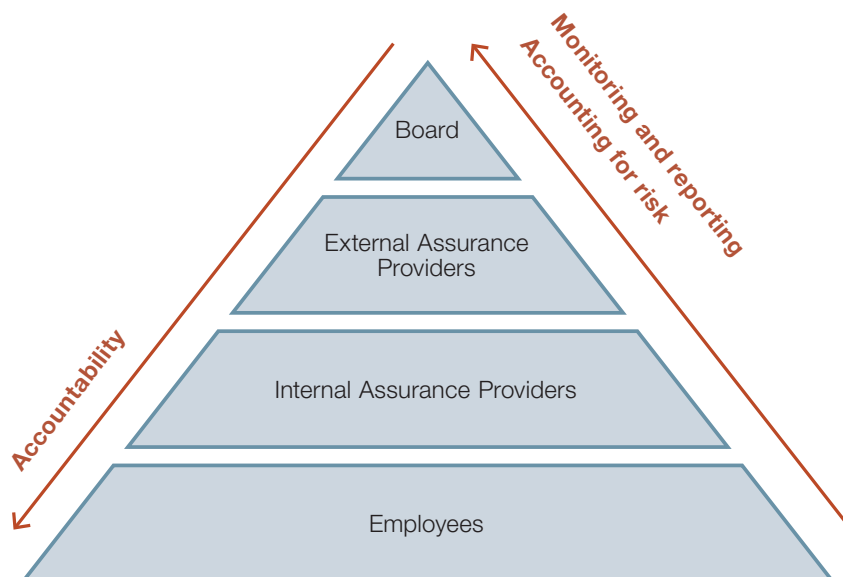 Monitoring and reporting
Accounting for risk
Board
External Assurance
Providers
Accountability
Internal Assurance Providers
Employees